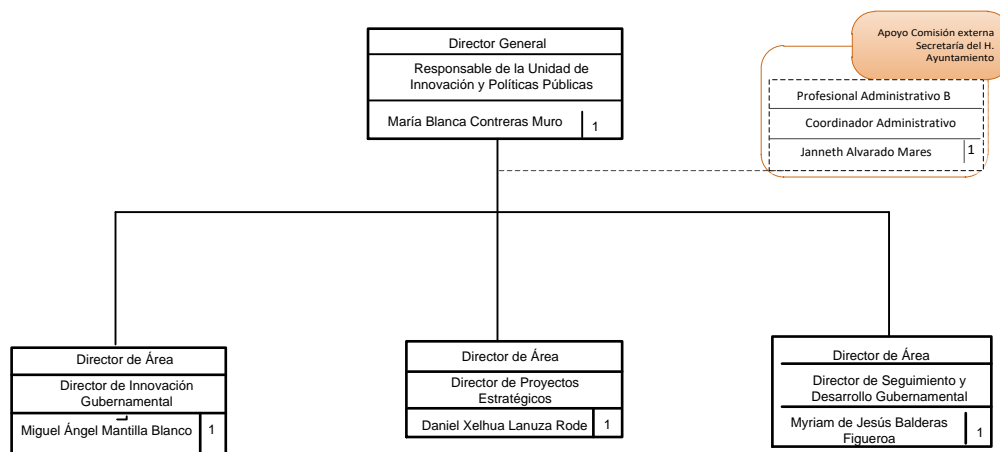 Director General
Responsable de la Unidad de
Innovación y Políticas Públicas
María Blanca Contreras Muro
1
Apoyo Comisión externa
Secretaría del H.
Ayuntamiento
Profesional Administrativo B
Coordinador Administrativo
Janneth Alvarado Mares
1
Director de Área
Director de Innovación
Gubernamental
Miguel Ángel Mantilla Blanco
1
Director de Área
Director de Proyectos
Estratégicos
Daniel Xelhua Lanuza Rode
1
Director de Área
Director de Seguimiento y
Desarrollo Gubernamental
Myriam de Jesús Balderas
Figueroa
1